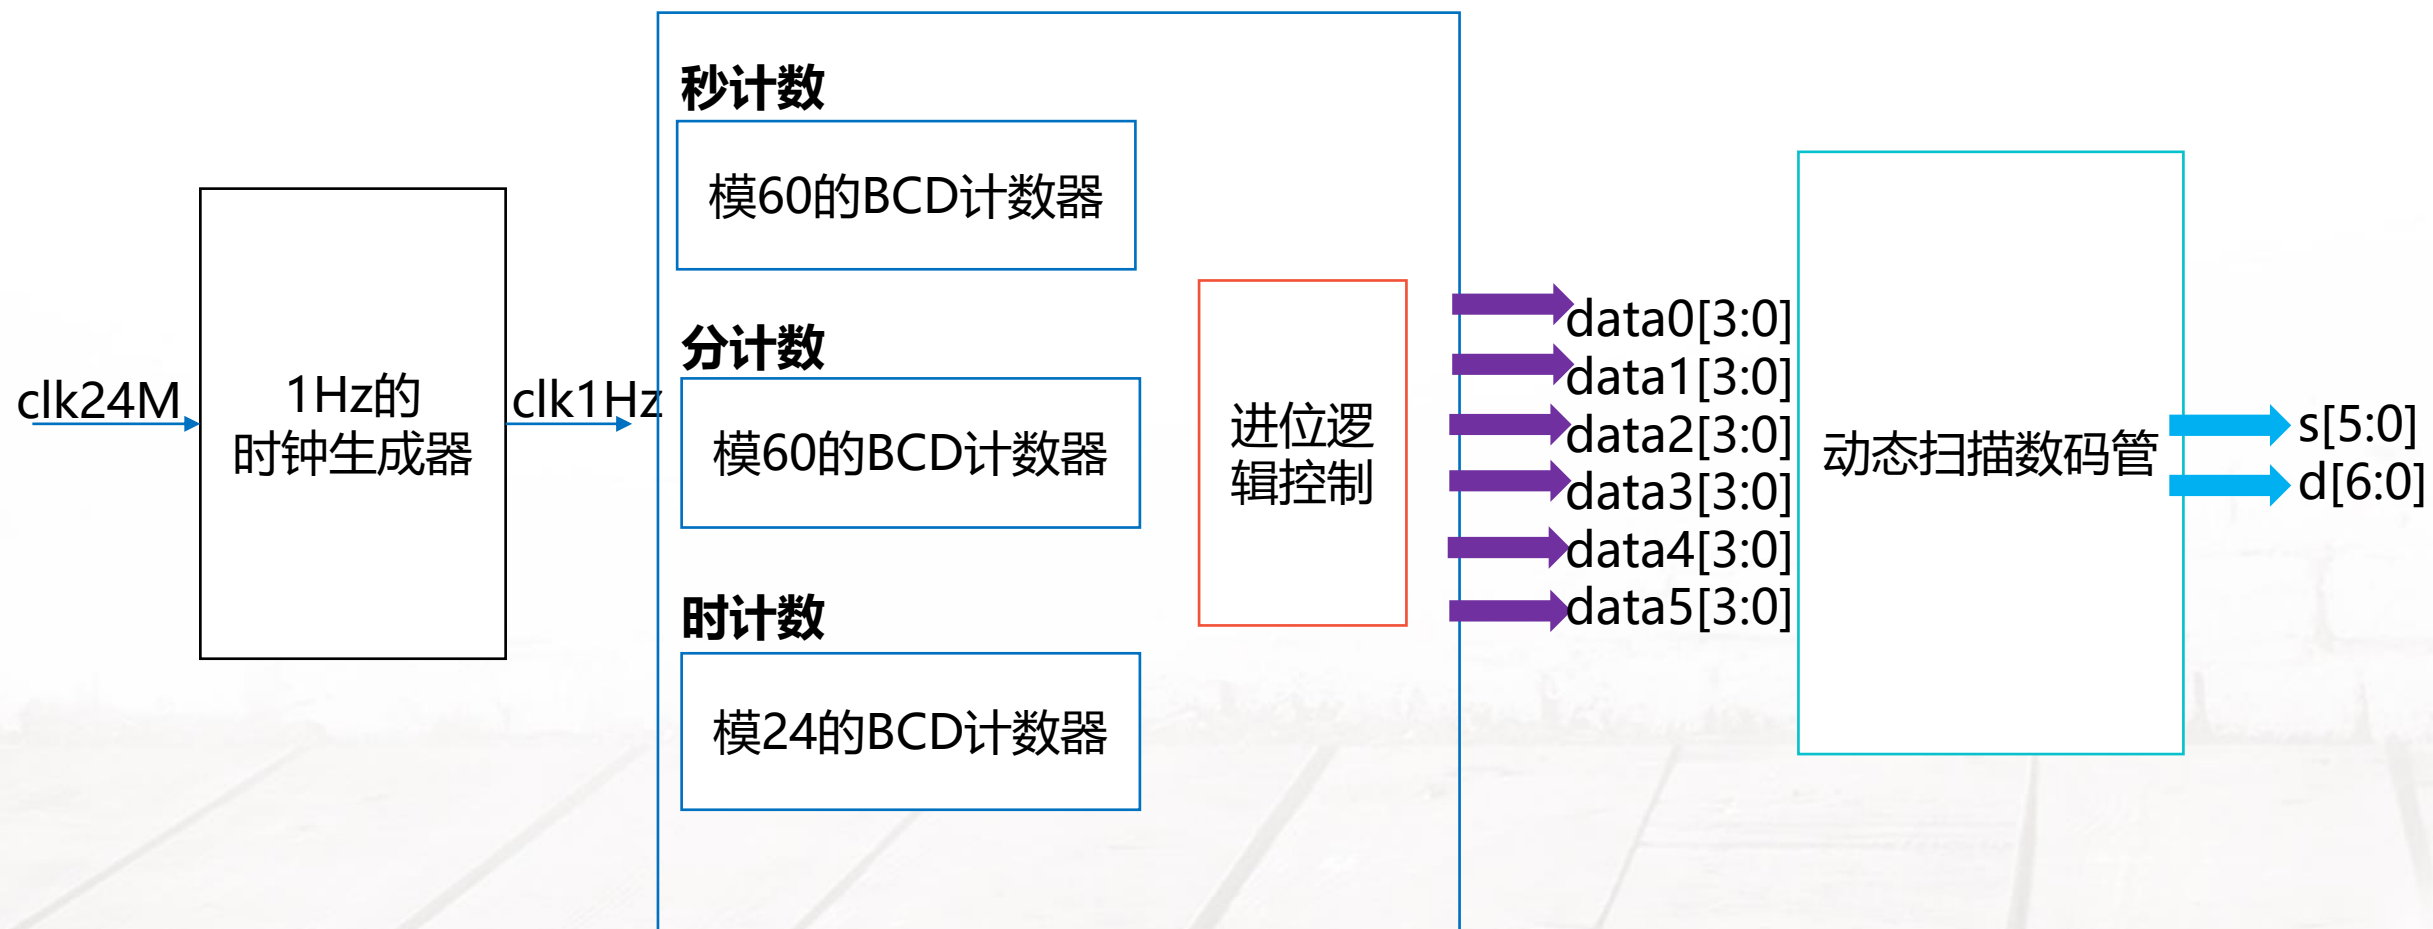 clk24M
1Hz的
时钟生成器
clk1Hz
秒计数
模60的BCD计数器
分计数
模60的BCD计数器
时计数
模24的BCD计数器
进位逻
辑控制
data0[3:0]
data1[3:0]
data2[3:0]
data3[3:0]
data4[3:0]
data5[3:0]
动态扫描数码管
s[5:0]
d[6:0]